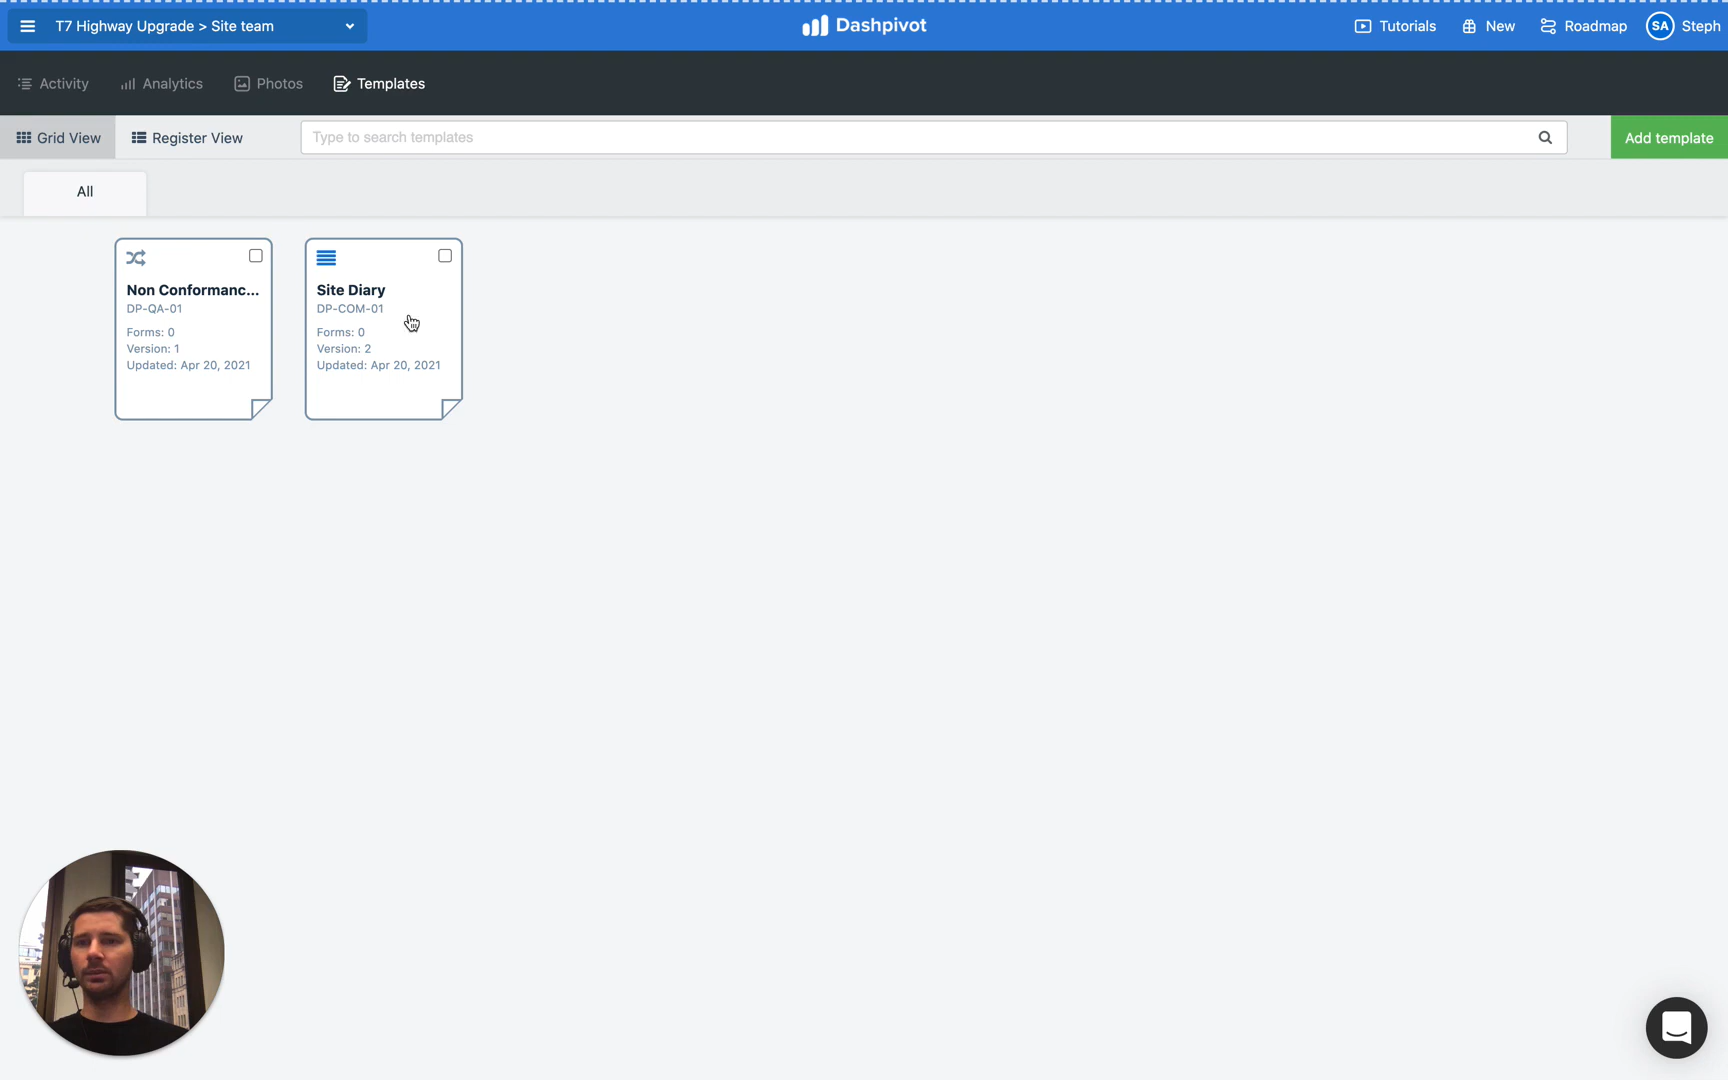 T7 Highway Upgrade > Site team
Dashpivot
Tutorials
New
Roadmap
SA
Steph
Activity
Analytics
Photos
Templates
Grid View
Register View
Type to search templates
Add template
All
Non Conformanc...
DP-QA-01
Forms: 0
Version: 1
Updated: Apr 20, 2021
Site Diary
DP-COM-01
Forms: 0
Version: 2
Updated: Apr 20, 2021